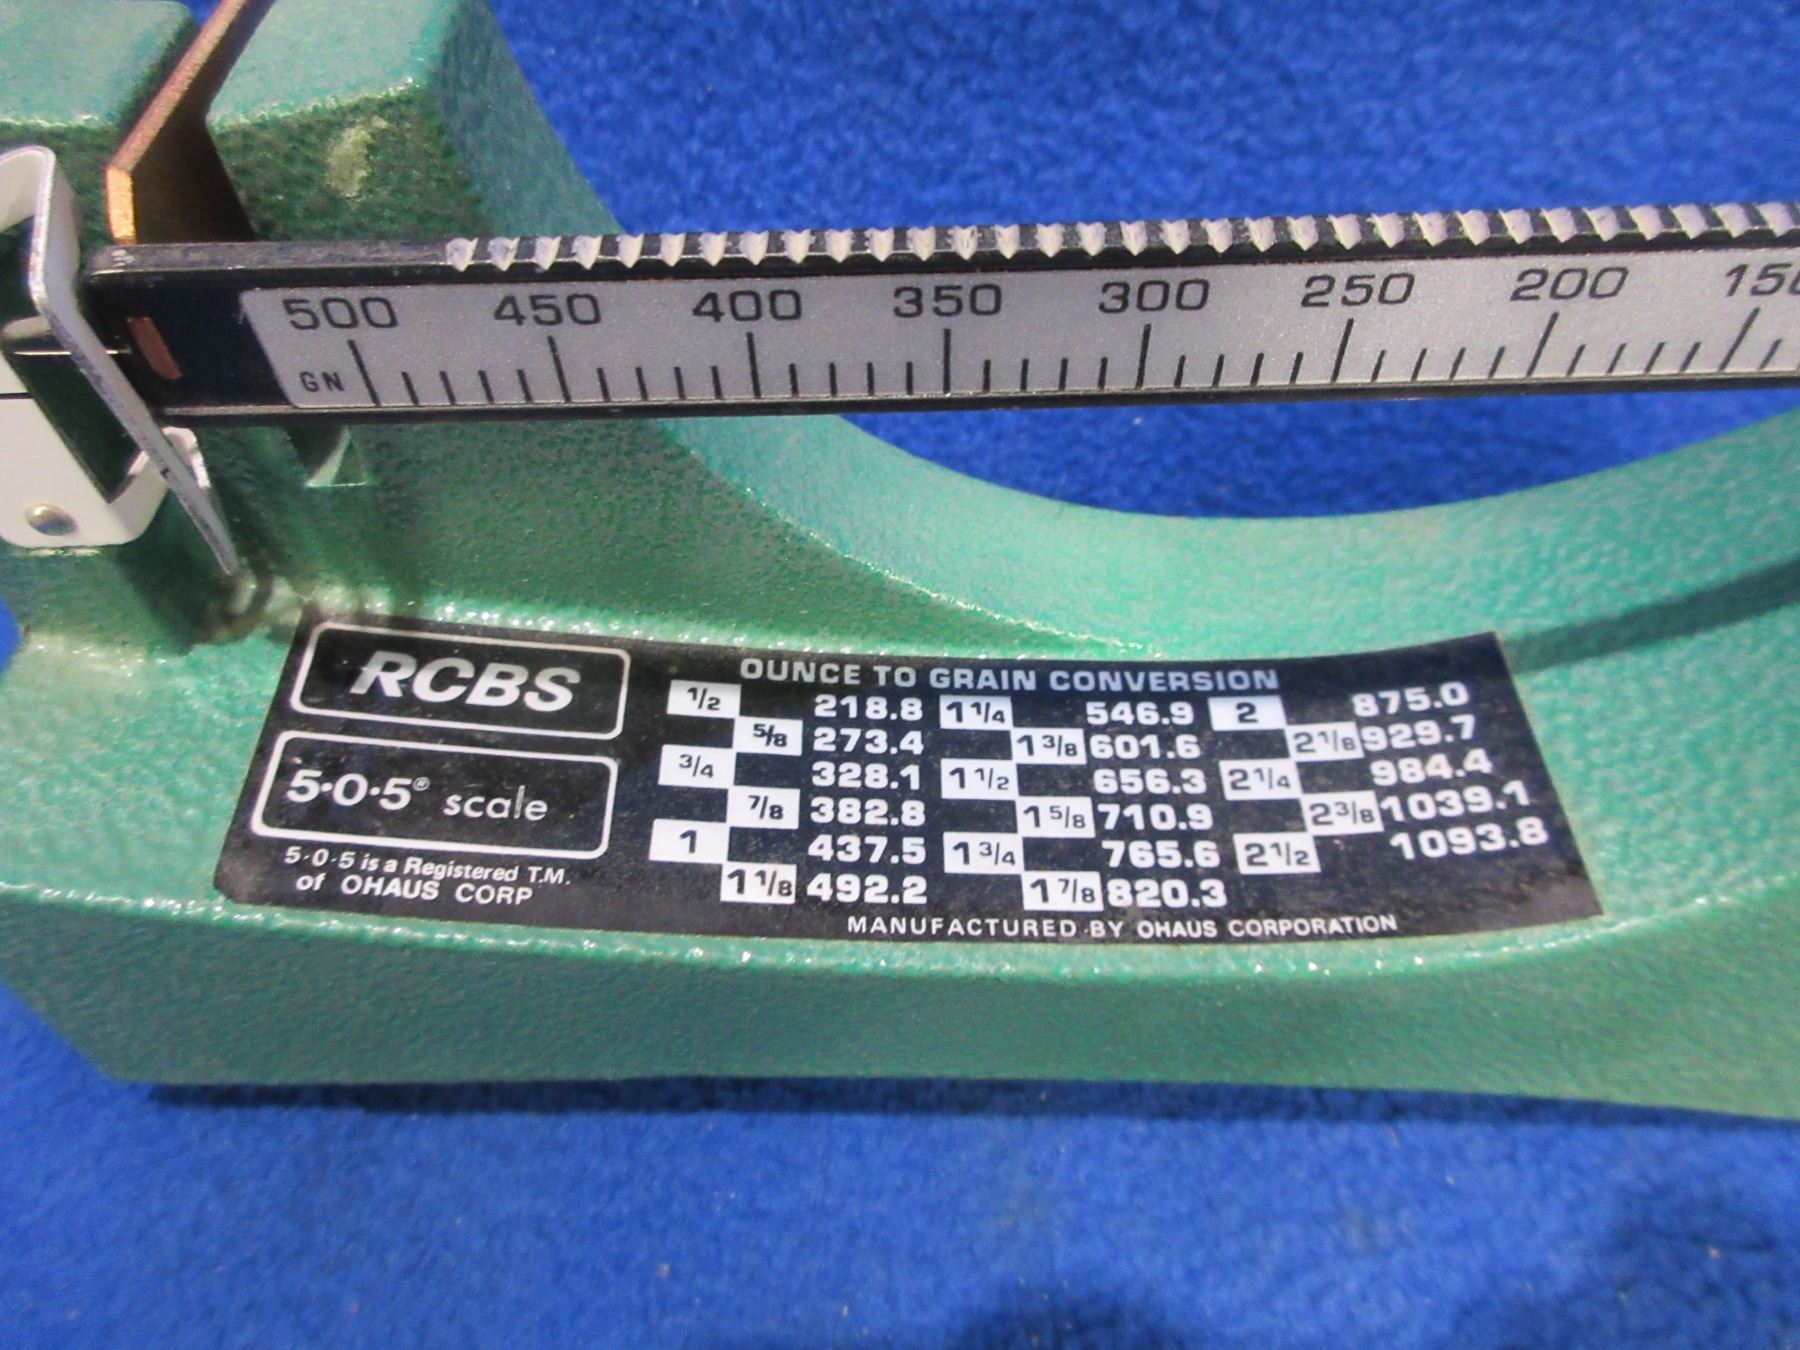 500 450 400 350 300 250 200 150
GN
RCBS
5·0·5® scale
5·0·5 is a Registered T.M.
of OHAUS CORP
OUNCE TO GRAIN CONVERSION
1/2 218.8 1 1/4 546.9 2 875.0
5/8 273.4 1 3/8 601.6 2 1/8 929.7
3/4 328.1 1 1/2 656.3 2 1/4 984.4
7/8 382.8 1 5/8 710.9 2 3/8 1039.1
1 437.5 1 3/4 765.6 2 1/2 1093.8
1 1/8 492.2 1 7/8 820.3
MANUFACTURED BY OHAUS CORPORATION